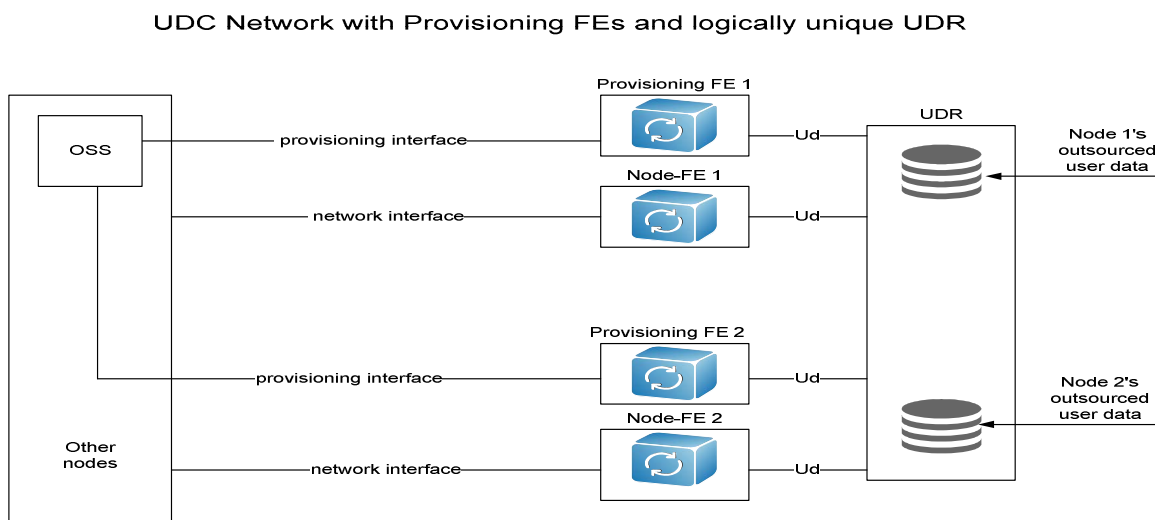 UDC Network with Provisioning FEs and logically unique UDR
Provisioning FE 1
OSS
provisioning interface
Ud
UDR
Node 1's
outsourced
user data
Node-FE 1
network interface
Ud
Provisioning FE 2
provisioning interface
Ud
Node 2's
outsourced
user data
Node-FE 2
Other
nodes
network interface
Ud